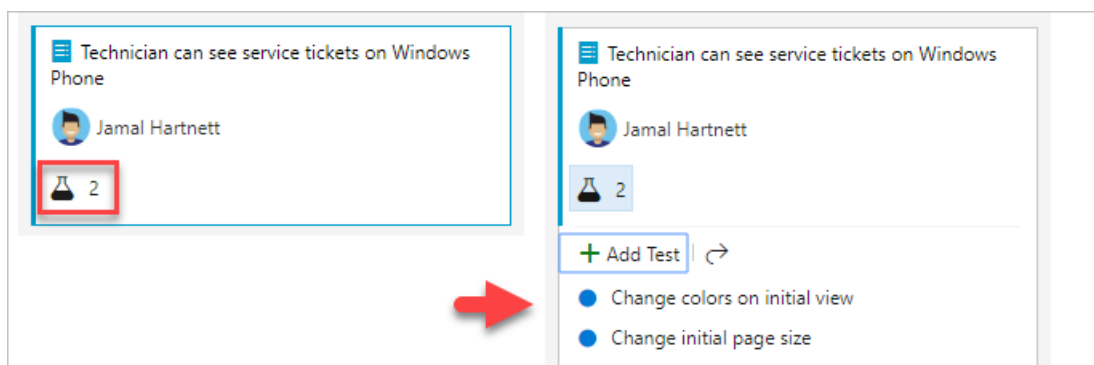 Technician can see service tickets on Windows
Phone
Jamal Hartnett
2
Technician can see service tickets on Windows
Phone
Jamal Hartnett
2
Add Test
Change colors on initial view
Change initial page size